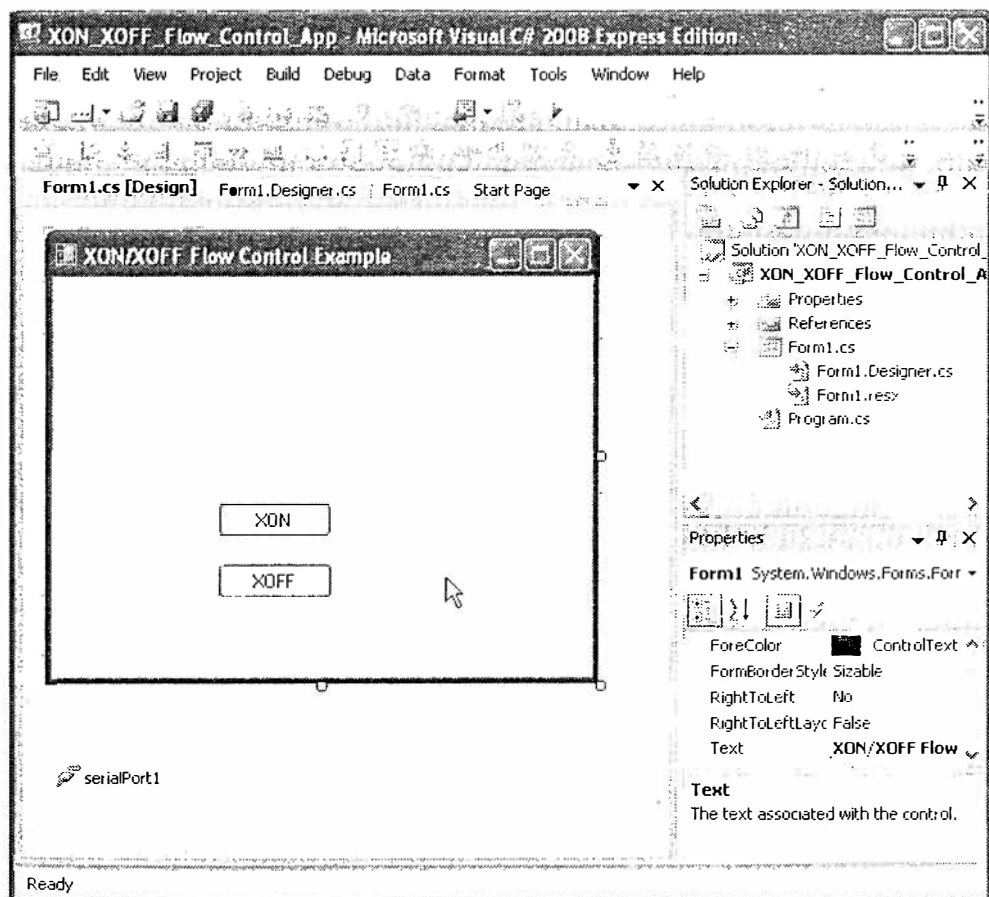 XON_XOFF_Flow_Control_App - Microsoft Visual C# 2008 Express Edition
File Edit View Project Build Debug Data Format Tools Window Help
Form1.cs [Design] Form1.Designer.cs Form1.cs Start Page
XON/XOFF Flow Control Example
XON
XOFF
serialPort1
Solution Explorer - Solution...
Solution 'XON_XOFF_Flow_Control_
XON_XOFF_Flow_Control_A
Properties
References
Form1.cs
Form1.Designer.cs
Form1.resx
Program.cs
Properties
Form1 System.Windows.Forms.Forr
ForeColor ControlText
FormBorderStyle Sizable
RightToLeft No
RightToLeftLayc False
Text XON/XOFF Flow
Text
The text associated with the control.
Ready